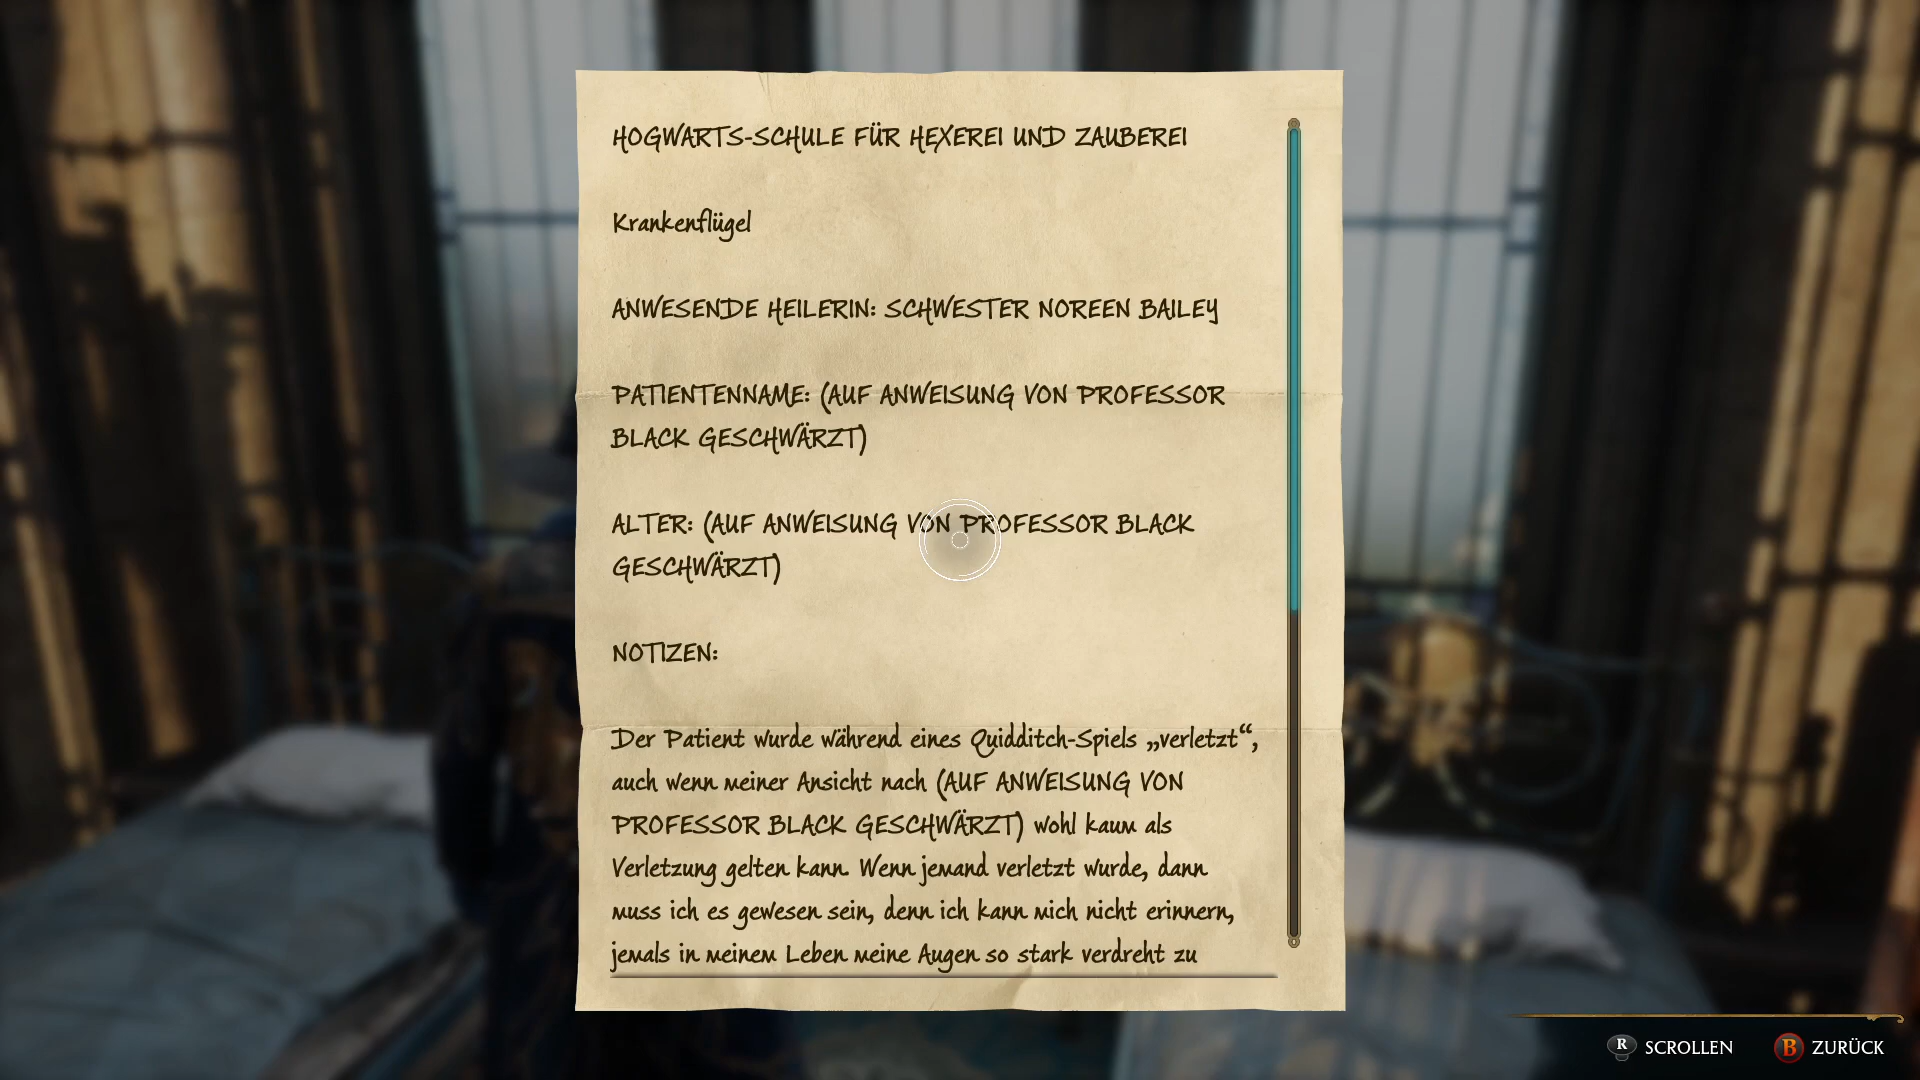 HOGWARTS-SCHULE FÜR HEXEREI UND ZAUBEREI
Krankenflügel
ANWESENDE HEILERIN: SCHWESTER NOREEN BAILEY
PATIENTENNAME: (AUF ANWEISUNG VON PROFESSOR
BLACK GESCHWÄRZT)
ALTER: (AUF ANWEISUNG VON PROFESSOR BLACK
GESCHWÄRZT)
NOTIZEN:
Der Patient wurde während eines Quidditch-Spiels „verletzt“,
auch wenn meiner Ansicht nach (AUF ANWEISUNG VON
PROFESSOR BLACK GESCHWÄRZT) wohl kaum als
Verletzung gelten kann. Wenn jemand verletzt wurde, dann
muss ich es gewesen sein, denn ich kann mich nicht erinnern,
jemals in meinem Leben meine Augen so stark verdreht zu
R SCROLLEN B ZURÜCK